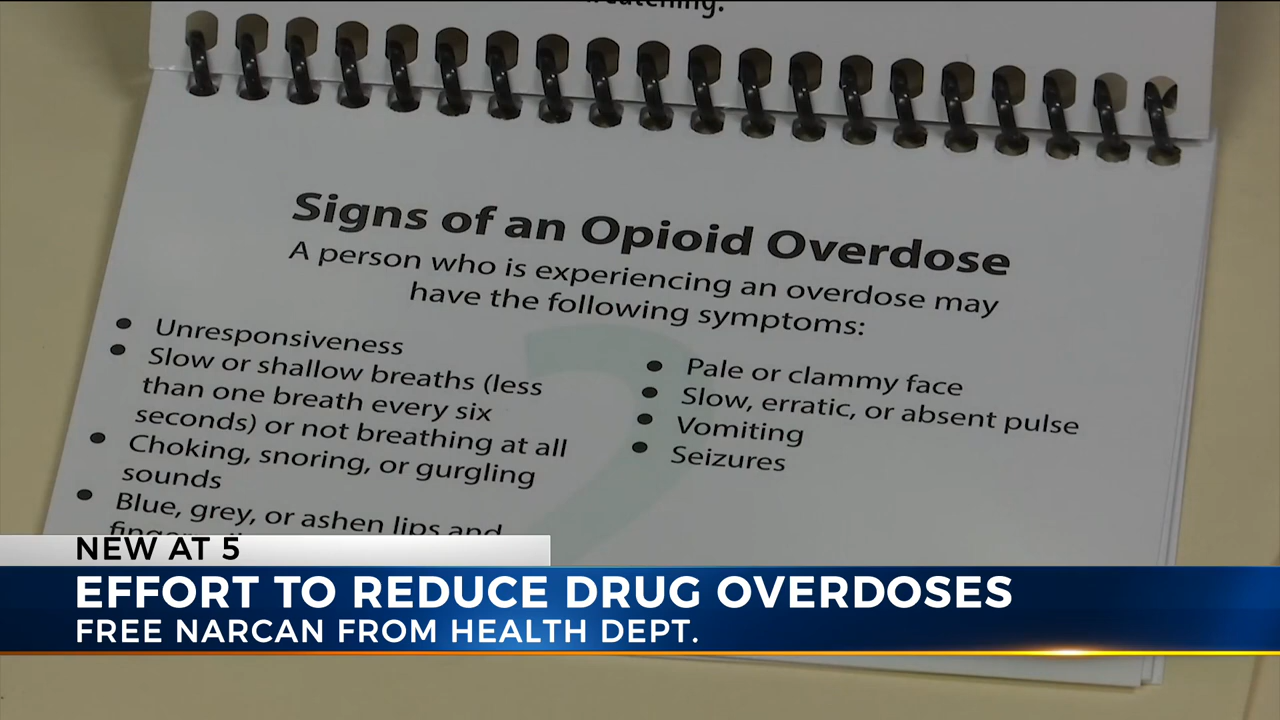 Signs of an Opioid Overdose
A person who is experiencing an overdose may
have the following symptoms:
• Unresponsiveness
• Slow or shallow breaths (less
than one breath every six
seconds) or not breathing at all
• Choking, snoring, or gurgling
sounds
• Blue, grey, or ashen lips and
• Pale or clammy face
• Slow, erratic, or absent pulse
• Vomiting
• Seizures
2
NEW AT 5
EFFORT TO REDUCE DRUG OVERDOSES
FREE NARCAN FROM HEALTH DEPT.